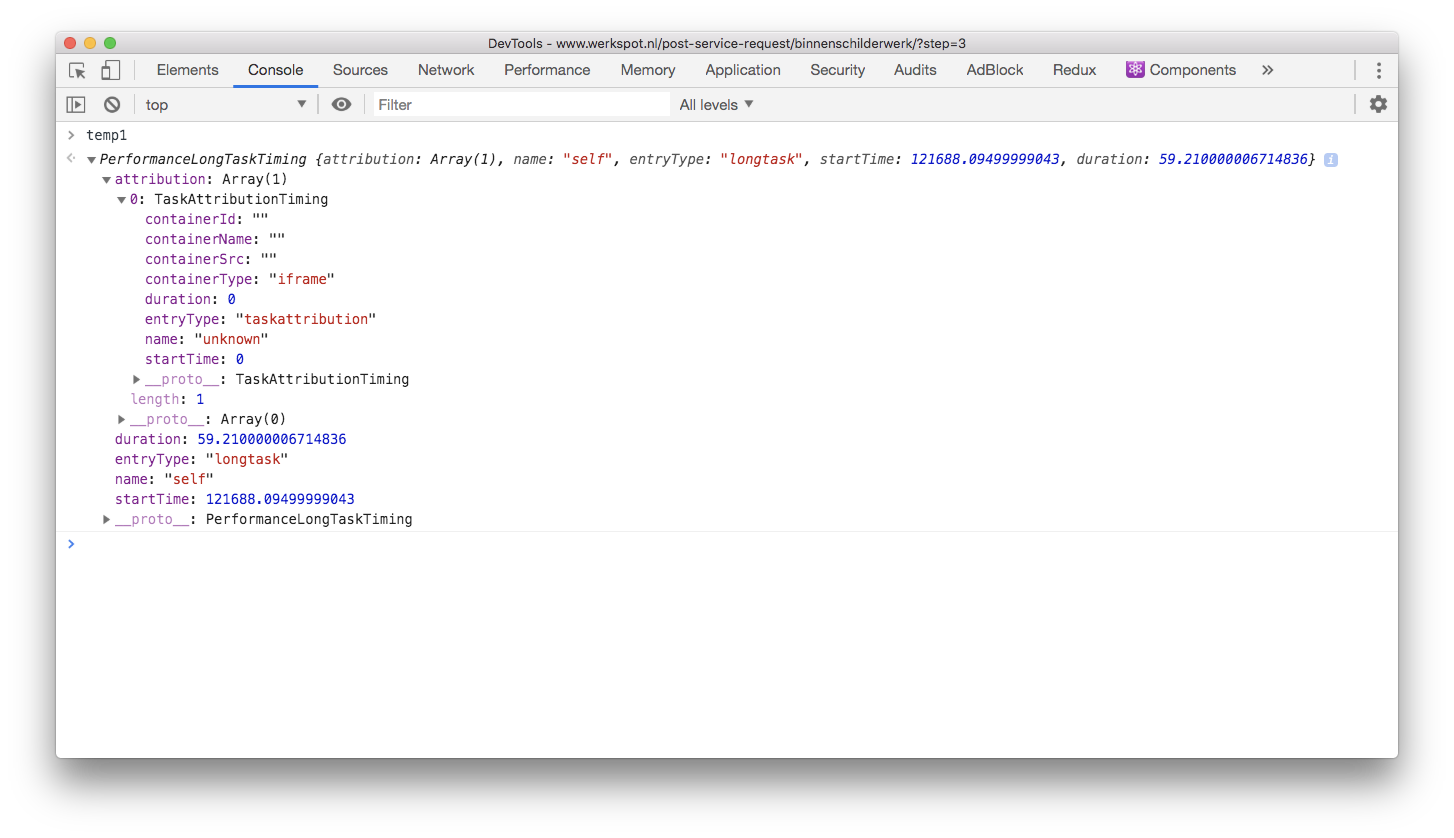 DevTools - www.werkspot.nl/post-service-request/binnenschilderwerk/?step=3
Elements Console Sources Network Performance Memory Application Security Audits AdBlock Redux Components »
top Filter All levels
> temp1
PerformanceLongTaskTiming {attribution: Array(1), name: "self", entryType: "longtask", startTime: 121688.09499999043, duration: 59.210000006714836} i
attribution: Array(1)
0: TaskAttributionTiming
containerId: ""
containerName: ""
containerSrc: ""
containerType: "iframe"
duration: 0
entryType: "taskattribution"
name: "unknown"
startTime: 0
__proto__: TaskAttributionTiming
length: 1
__proto__: Array(0)
duration: 59.210000006714836
entryType: "longtask"
name: "self"
startTime: 121688.09499999043
__proto__: PerformanceLongTaskTiming
>